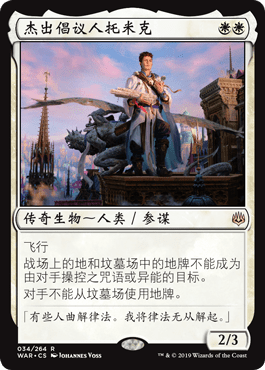 杰出倡议人托米克
传奇生物～人类／参谋
飞行
战场上的地和坟墓场中的地牌不能成为
由对手操控之咒语或异能的目标。
对手不能从坟墓场使用地牌。
「有些人曲解律法。我将律法无从解起。」
2/3
034/264 R
WAR • CS Johannes Voss
™ & © 2019 Wizards of the Coast